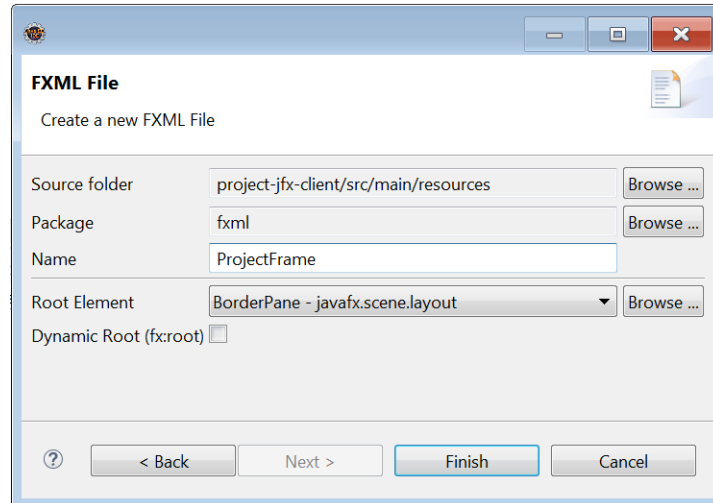 FXML File
Create a new FXML File
Source folder project-jfx-client/src/main/resources Browse ...
Package fxml Browse ...
Name ProjectFrame
Root Element BorderPane - javafx.scene.layout Browse ...
Dynamic Root (fx:root)
? < Back Next > Finish Cancel